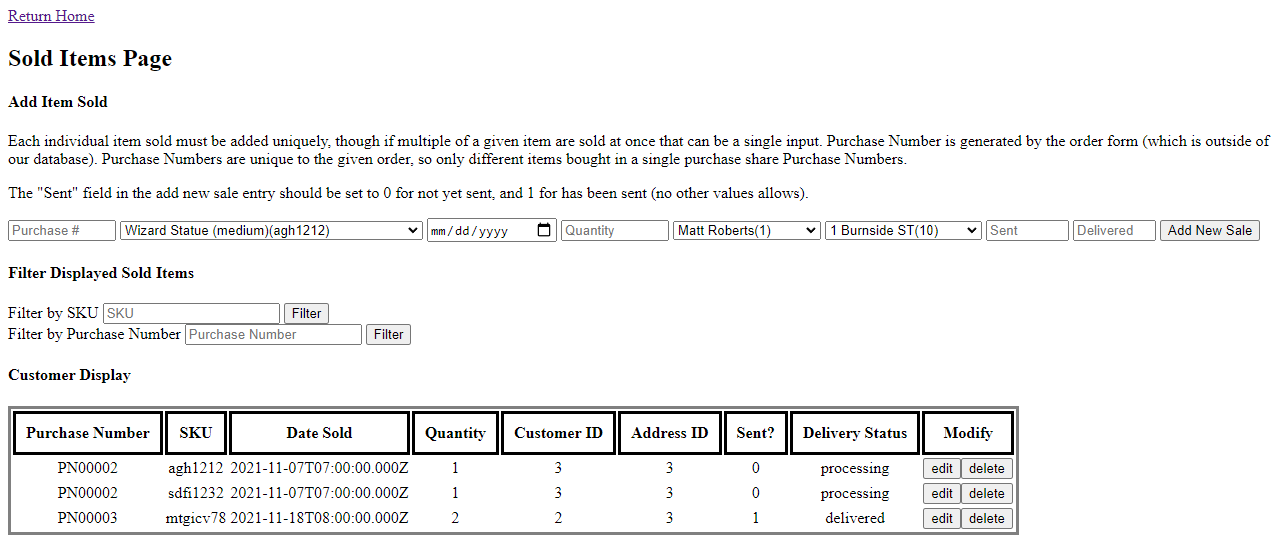 Return Home
Sold Items Page
Add Item Sold
Each individual item sold must be added uniquely, though if multiple of a given item are sold at once that can be a single input. Purchase Number is generated by the order form (which is outside of
our database). Purchase Numbers are unique to the given order, so only different items bought in a single purchase share Purchase Numbers.
The "Sent" field in the add new sale entry should be set to 0 for not yet sent, and 1 for has been sent (no other values allows).
Purchase # Wizard Statue (medium)(agh1212) mm/dd/yyyy Quantity Matt Roberts(1) 1 Burnside ST(10) Sent Delivered Add New Sale
Filter Displayed Sold Items
Filter by SKU SKU Filter
Filter by Purchase Number Purchase Number Filter
Customer Display
Purchase Number SKU Date Sold Quantity Customer ID Address ID Sent? Delivery Status Modify
PN00002 agh1212 2021-11-07T07:00:00.000Z 1 3 3 0 processing edit delete
PN00002 sdfi1232 2021-11-07T07:00:00.000Z 1 3 3 0 processing edit delete
PN00003 mtgicv78 2021-11-18T08:00:00.000Z 2 2 3 1 delivered edit delete